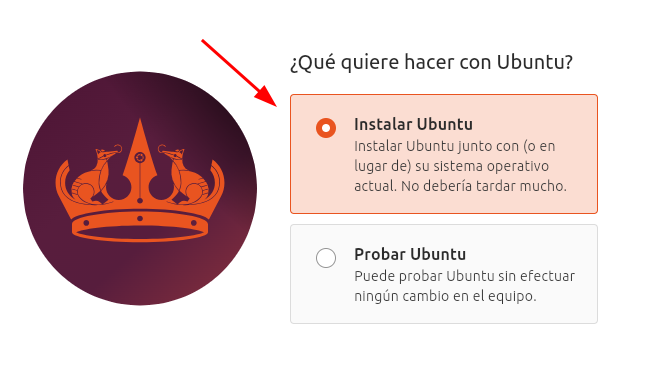 ¿Qué quiere hacer con Ubuntu?
Instalar Ubuntu
Instalar Ubuntu junto con (o en
lugar de) su sistema operativo
actual. No debería tardar mucho.
Probar Ubuntu
Puede probar Ubuntu sin efectuar
ningún cambio en el equipo.